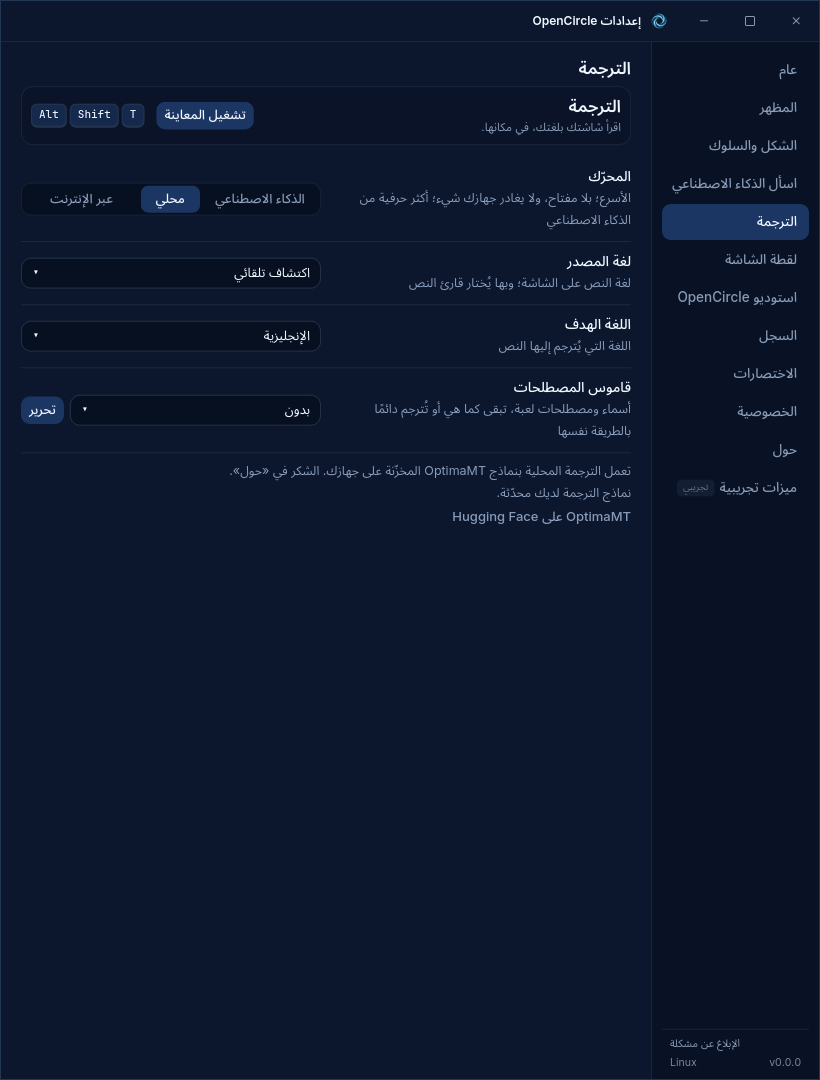 إعدادات OpenCircle
عام
المظهر
الشكل والسلوك
اسأل الذكاء الاصطناعي
الترجمة
لقطة الشاشة
استوديو OpenCircle
السجل
الاختصارات
الخصوصية
حول
ميزات تجريبية تجريبي
الإبلاغ عن مشكلة
v0.0.0 Linux
الترجمة
الترجمة
اقرأ شاشتك بلغتك، في مكانها.
تشغيل المعاينة
Alt Shift T
المحرّك
الأسرع؛ بلا مفتاح، ولا يغادر جهازك شيء؛ أكثر حرفية من
الذكاء الاصطناعي
الذكاء الاصطناعي محلي عبر الإنترنت
لغة المصدر
لغة النص على الشاشة؛ وبها يُختار قارئ النص
اكتشاف تلقائي
اللغة الهدف
اللغة التي يُترجم إليها النص
الإنجليزية
قاموس المصطلحات
أسماء ومصطلحات لعبة، تبقى كما هي أو تُترجم دائمًا
بالطريقة نفسها
بدون
تحرير
تعمل الترجمة المحلية بنماذج OptimaMT المخزّنة على جهازك. الشكر في «حول».
نماذج الترجمة لديك محدّثة.
OptimaMT على Hugging Face